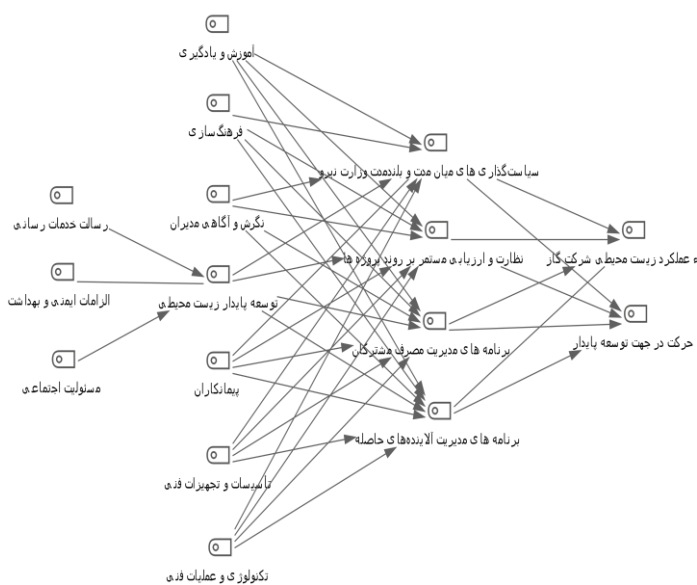 آموزش و یادگیری
فرهنگ‌سازی
سیاست‌گذاری های میان مدت و بلندمدت وزارت نیرو
رسالت خدمات رسانی
نگرش و آگاهی مدیران
نظارت و ارزیابی مستمر بر روند پروژه ها
ء عملکرد زیست محیطی شرکت گاز
الزامات ایمنی و بهداشت
توسعه پایدار زیست محیطی
برنامه های مدیریت مصرف مشترکان
حرکت در جهت توسعه پایدار
مسئولیت اجتماعی
پیمانکاران
برنامه های مدیریت آلاینده‌های حاصله
تأسیسات و تجهیزات فنی
تکنولوژی و عملیات فنی